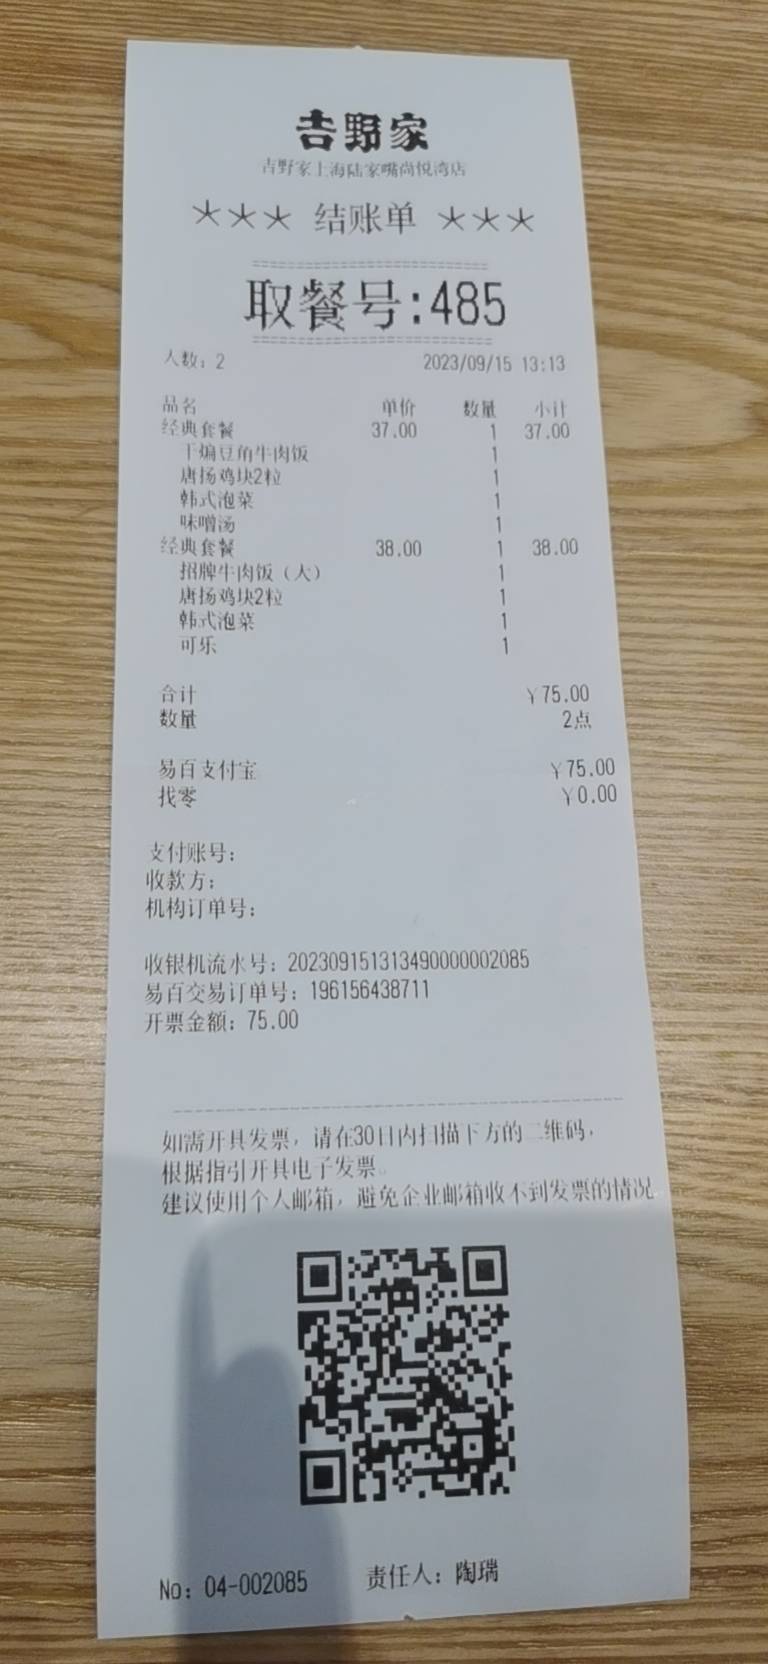 吉野家
吉野家上海陆家嘴尚悦湾店
*** 结账单 ***
取餐号:485
人数: 2 2023/09/15 13:13
品名 单价 数量 小计
经典套餐 37.00 1 37.00
干煸豆角牛肉饭 1
唐扬鸡块2粒 1
韩式泡菜 1
味噌汤 1
经典套餐 38.00 1 38.00
招牌牛肉饭（大） 1
唐扬鸡块2粒 1
韩式泡菜 1
可乐 1
合计 ￥75.00
数量 2点
易百支付宝 ￥75.00
找零 ￥0.00
支付账号:
收款方:
机构订单号:
收银机流水号: 202309151313490000002085
易百交易订单号: 196156438711
开票金额: 75.00
如需开具发票，请在30日内扫描下方的二维码，
根据指引开具电子发票。
建议使用个人邮箱，避免企业邮箱收不到发票的情况
No: 04-002085 责任人: 陶瑞